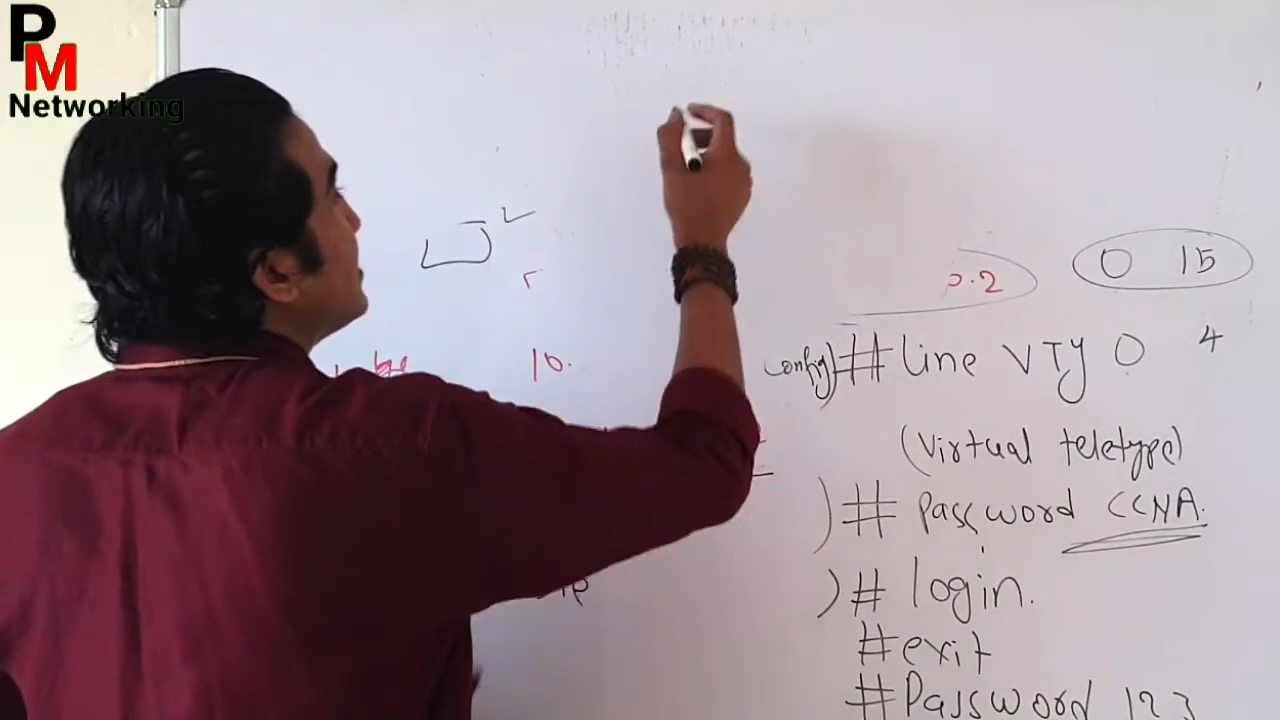 PM
Networking
0 15
0.2
10.
config)# line VTY 0 4
(Virtual teletype)
)# password CCNA.
)# login.
#exit
#Password 123